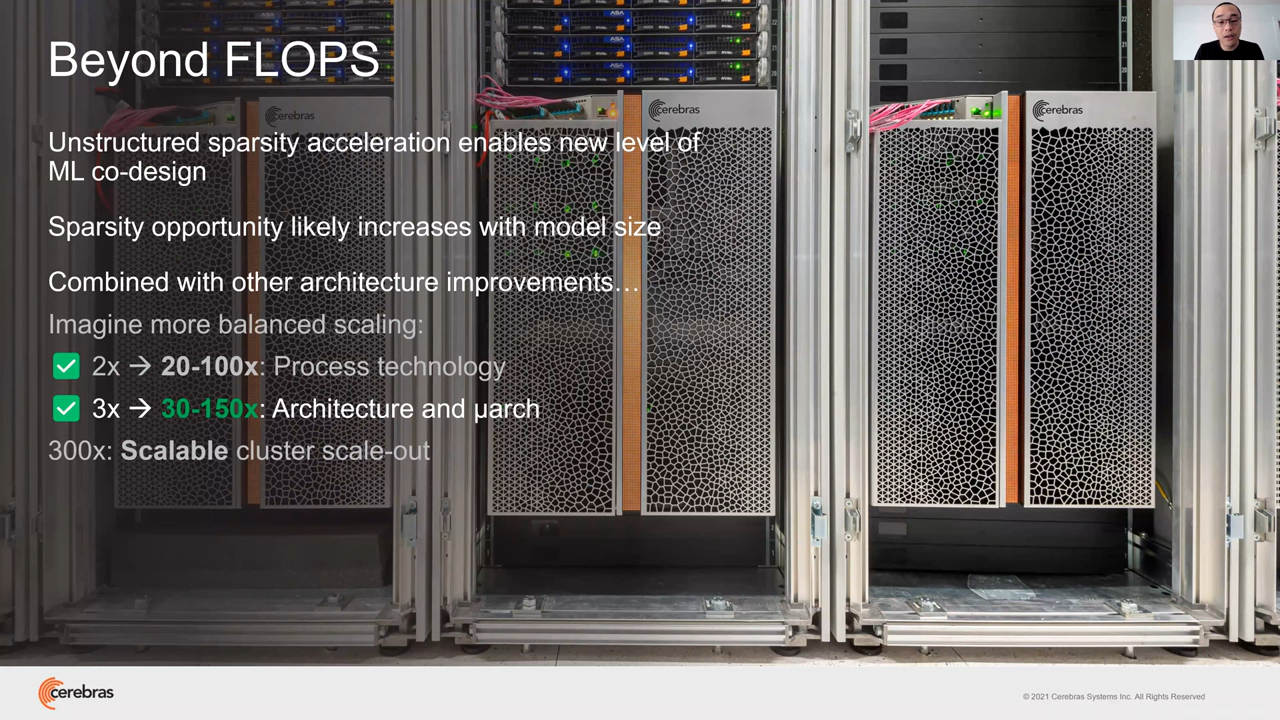 Beyond FLOPS
Unstructured sparsity acceleration enables new level of
ML co-design
Sparsity opportunity likely increases with model size
Combined with other architecture improvements…
Imagine more balanced scaling:
2x → 20-100x: Process technology
3x → 30-150x: Architecture and µarch
300x: Scalable cluster scale-out
cerebras
cerebras
cerebras
cerebras
© 2021 Cerebras Systems Inc. All Rights Reserved